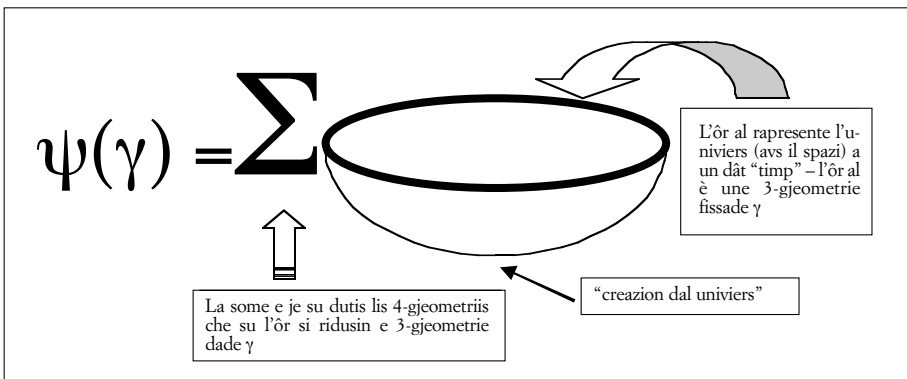 ψ(γ) = Σ
L’ôr al rapresente l’u-
niviers (avs il spazi) a
un dât “timp” – l’ôr al
è une 3-gjeometrie
fissade γ
“creazion dal univiers”
La some e je su dutis lis 4-gjeometriis
che su l’ôr si ridusin e 3-gjeometrie
dade γ